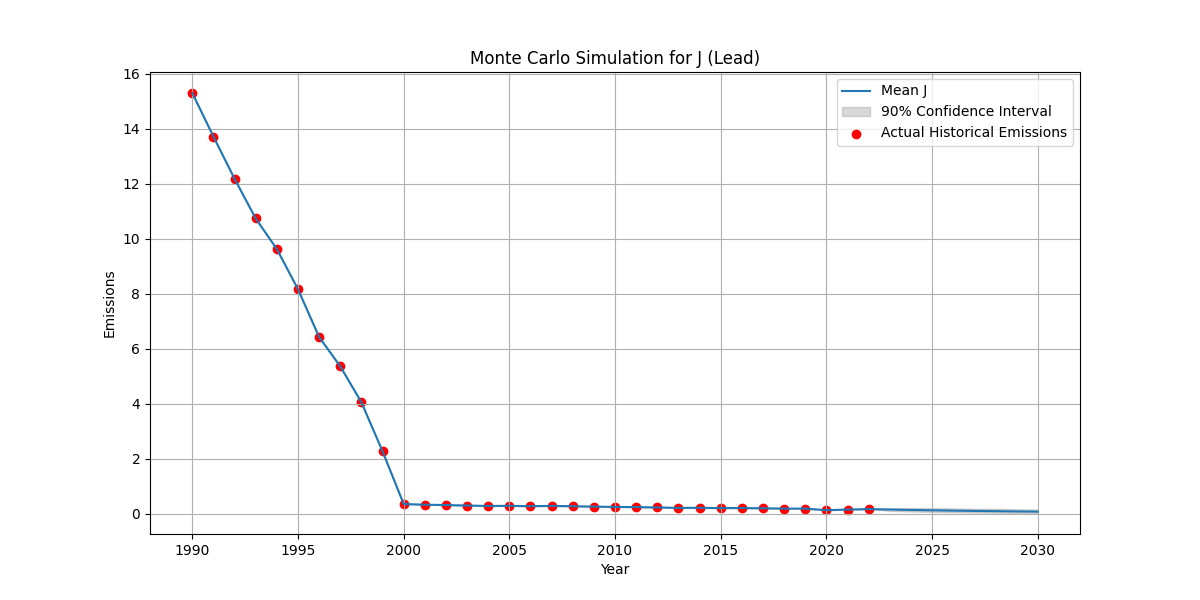 Monte Carlo Simulation for J (Lead)
Mean J
90% Confidence Interval
Actual Historical Emissions
Emissions
16
14
12
10
8
6
4
2
0
1990 1995 2000 2005 2010 2015 2020 2025 2030
Year